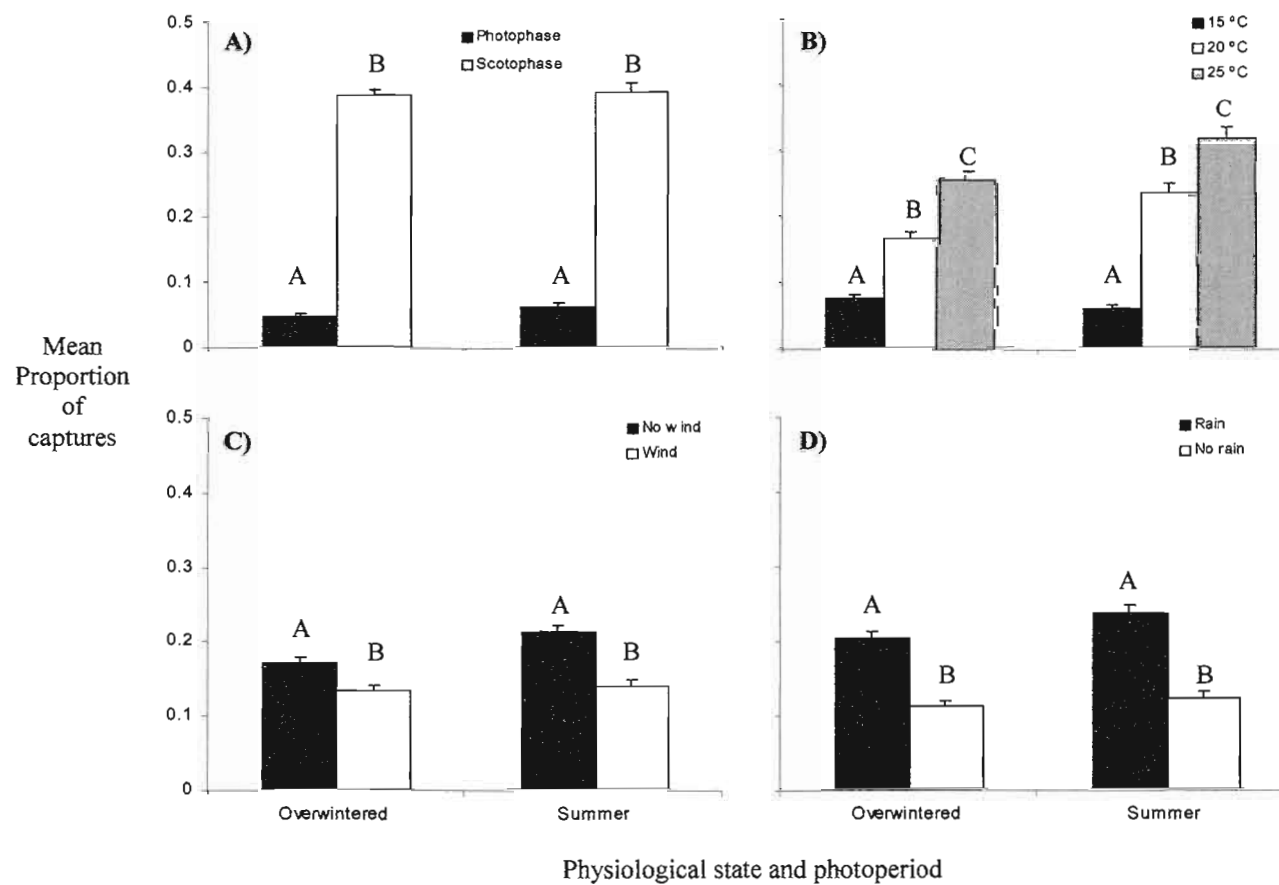 0.5
0.4
0.3
0.2
0.1
0
A)
Photophase
Scotophase
A
B
A
B
B)
15 °C
20 °C
25 °C
A
B
C
A
B
C
Mean
Proportion
of
captures
0.5
0.4
0.3
0.2
0.1
0
C)
No wind
Wind
A
B
A
B
Overwintered
Summer
D)
Rain
No rain
A
B
A
B
Overwintered
Summer
Physiological state and photoperiod